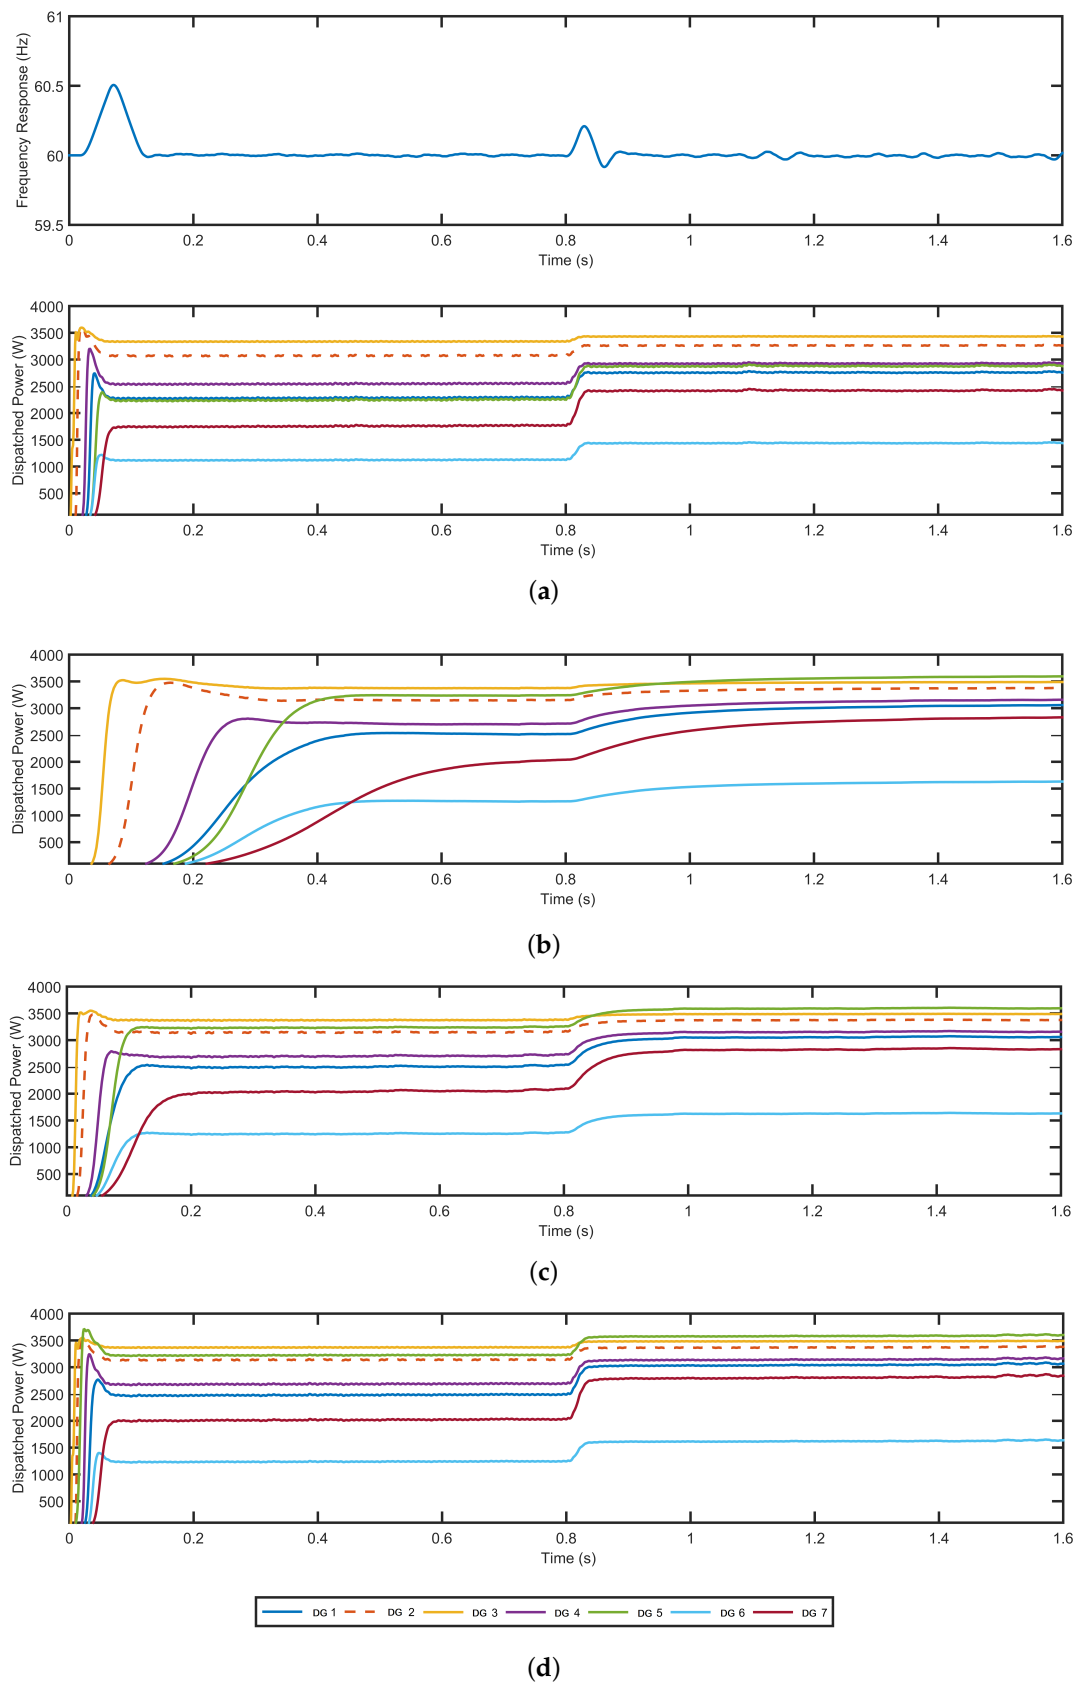 61
60.5
60
59.5
Frequency Response (Hz)
0 0.2 0.4 0.6 0.8 1 1.2 1.4 1.6
Time (s)
4000
3500
3000
2500
2000
1500
1000
500
Dispatched Power (W)
0 0.2 0.4 0.6 0.8 1 1.2 1.4 1.6
Time (s)
(a)
4000
3500
3000
2500
2000
1500
1000
500
Dispatched Power (W)
0 0.2 0.4 0.6 0.8 1 1.2 1.4 1.6
Time (s)
(b)
4000
3500
3000
2500
2000
1500
1000
500
Dispatched Power (W)
0 0.2 0.4 0.6 0.8 1 1.2 1.4 1.6
Time (s)
(c)
4000
3500
3000
2500
2000
1500
1000
500
Dispatched Power (W)
0 0.2 0.4 0.6 0.8 1 1.2 1.4 1.6
Time (s)
DG 1 DG 2 DG 3 DG 4 DG 5 DG 6 DG 7
(d)